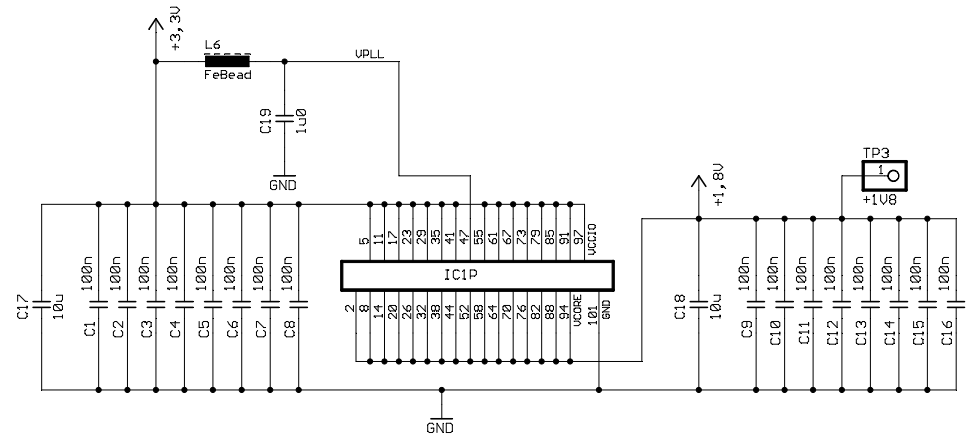 +3,3V
L6
FeBead
VPLL
C19
1u0
GND
TP3
1
+1V8
+1,8V
5
11
17
23
29
35
41
47
55
61
67
73
79
85
91
97
VCCIO
IC1P
2
8
14
20
26
32
38
44
52
58
64
70
76
82
88
94
VCORE
101
GND
C17
10u
C1
100n
C2
100n
C3
100n
C4
100n
C5
100n
C6
100n
C7
100n
C8
100n
C18
10u
C9
100n
C10
100n
C11
100n
C12
100n
C13
100n
C14
100n
C15
100n
C16
100n
GND